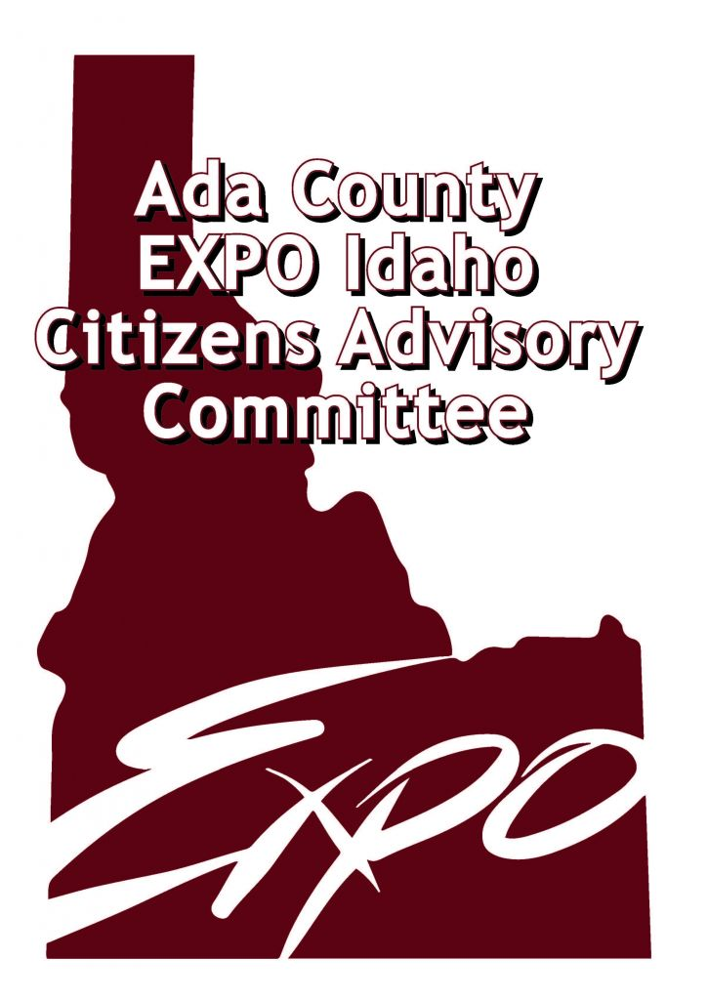 Ada County
EXPO Idaho
Citizens Advisory
Committee
EXPO